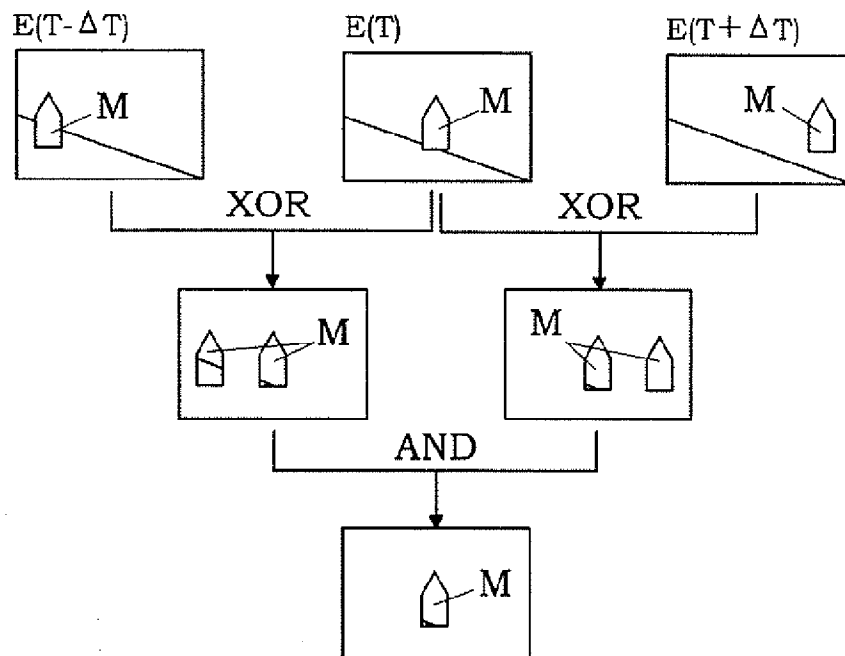 E(T-ΔT) E(T) E(T+ΔT)
M M M
XOR XOR
M M
AND
M